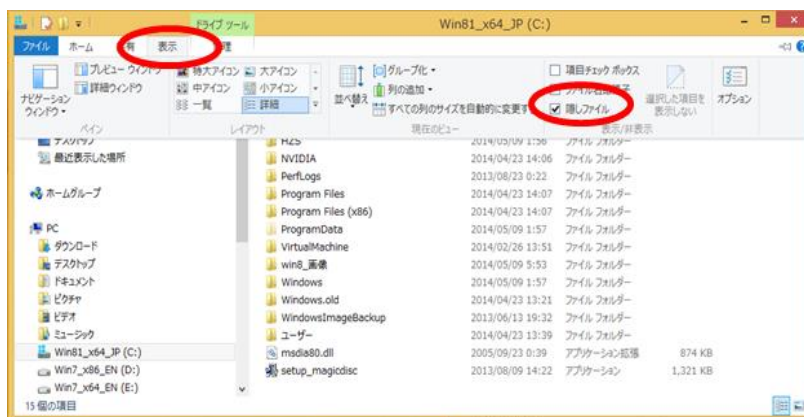 ドライブ ツール
Win81_x64_JP (C:)
ファイル ホーム 有 表示 理
ナビゲーション
ウィンドウ
プレビュー ウィンドウ
詳細ウィンドウ
ペイン
特大アイコン 大アイコン
中アイコン 小アイコン
一覧 詳細
レイアウト
並べ替え
グループ化
列の追加
すべての列のサイズを自動的に変更す
現在のビュー
項目チェック ボックス
隠しファイル
選択した項目を
表示しない
表示/非表示
オプション
デスクトップ
最近表示した場所
ホームグループ
PC
ダウンロード
デスクトップ
ドキュメント
ピクチャ
ビデオ
ミュージック
Win81_x64_JP (C:)
Win7_x86_EN (D:)
Win7_x64_EN (E:)
HZS 2014/05/09 1:56 ファイル フォルダー
NVIDIA 2014/04/23 14:06 ファイル フォルダー
PerfLogs 2013/08/23 0:22 ファイル フォルダー
Program Files 2014/04/23 14:07 ファイル フォルダー
Program Files (x86) 2014/04/23 14:07 ファイル フォルダー
ProgramData 2014/05/09 1:57 ファイル フォルダー
VirtualMachine 2014/02/26 13:51 ファイル フォルダー
win8_画像 2014/05/09 5:53 ファイル フォルダー
Windows 2014/05/09 1:57 ファイル フォルダー
Windows.old 2014/04/23 13:21 ファイル フォルダー
WindowsImageBackup 2013/06/13 19:32 ファイル フォルダー
ユーザー 2014/04/23 13:39 ファイル フォルダー
msdia80.dll 2005/09/23 0:39 アプリケーション拡張 874 KB
setup_magicdisc 2013/08/09 14:22 アプリケーション 1,321 KB
15 個の項目